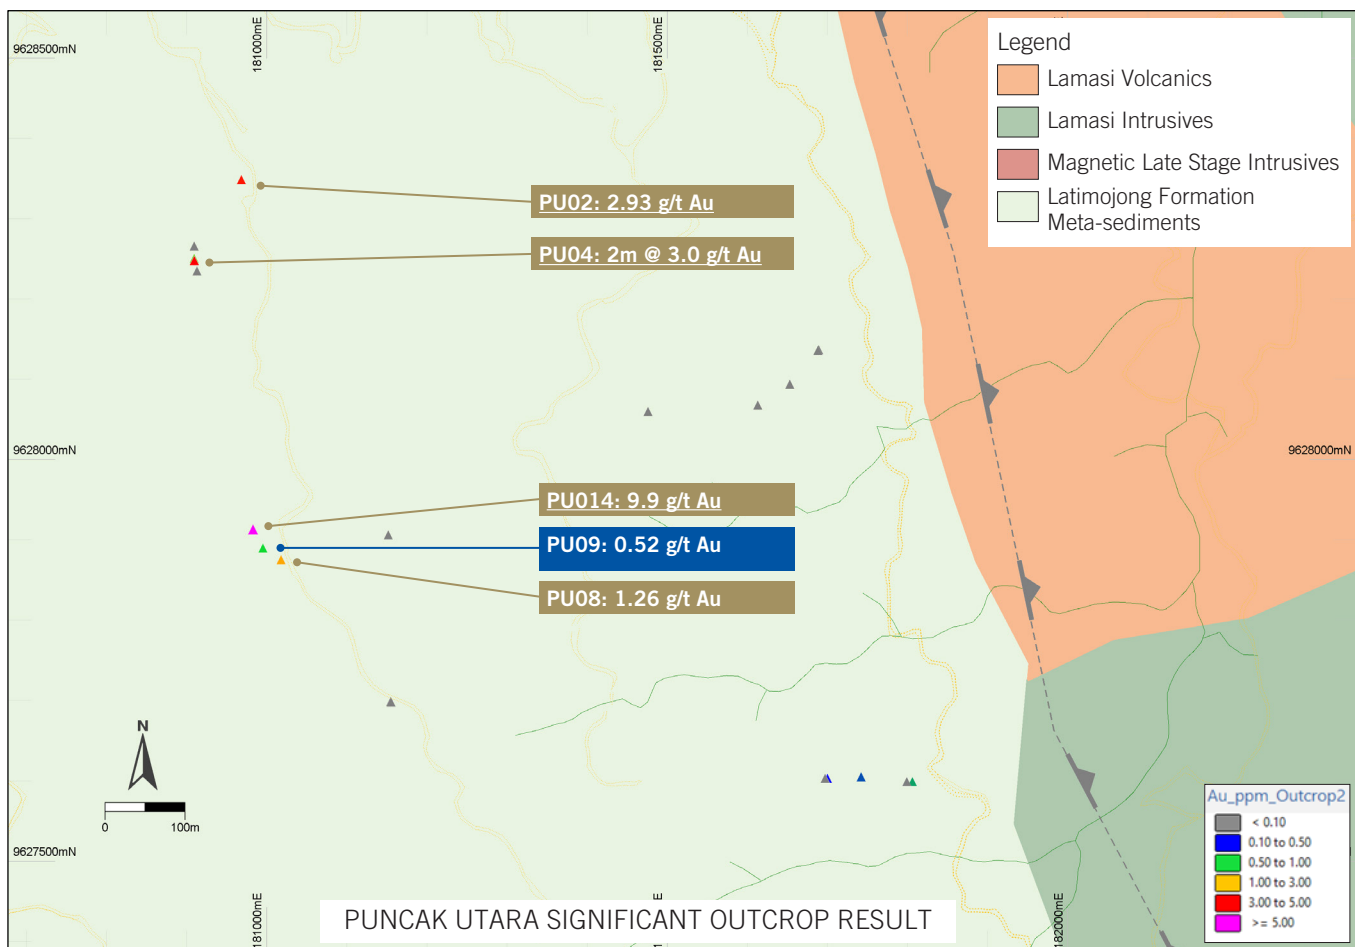 9628500mN
181000mE
181500mE
Legend
Lamasi Volcanics
Lamasi Intrusives
Magnetic Late Stage Intrusives
Latimojong Formation
Meta-sediments
PU02: 2.93 g/t Au
PU04: 2m @ 3.0 g/t Au
9628000mN
9628000mN
PU014: 9.9 g/t Au
PU09: 0.52 g/t Au
PU08: 1.26 g/t Au
N
0
100m
9627500mN
181000mE
182000mE
Au_ppm_Outcrop2
< 0.10
0.10 to 0.50
0.50 to 1.00
1.00 to 3.00
3.00 to 5.00
>= 5.00
PUNCAK UTARA SIGNIFICANT OUTCROP RESULT